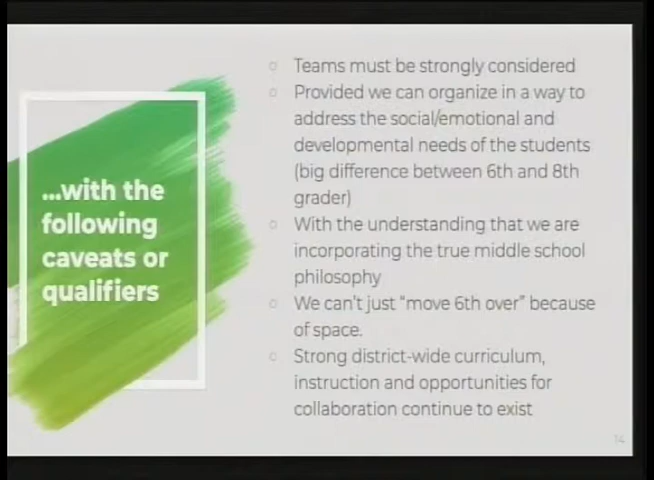 ...with the
following
caveats or
qualifiers
Teams must be strongly considered
Provided we can organize in a way to
address the social/emotional and
developmental needs of the students
(big difference between 6th and 8th
grader)
With the understanding that we are
incorporating the true middle school
philosophy
We can't just "move 6th over" because
of space.
Strong district-wide curriculum,
instruction and opportunities for
collaboration continue to exist
14